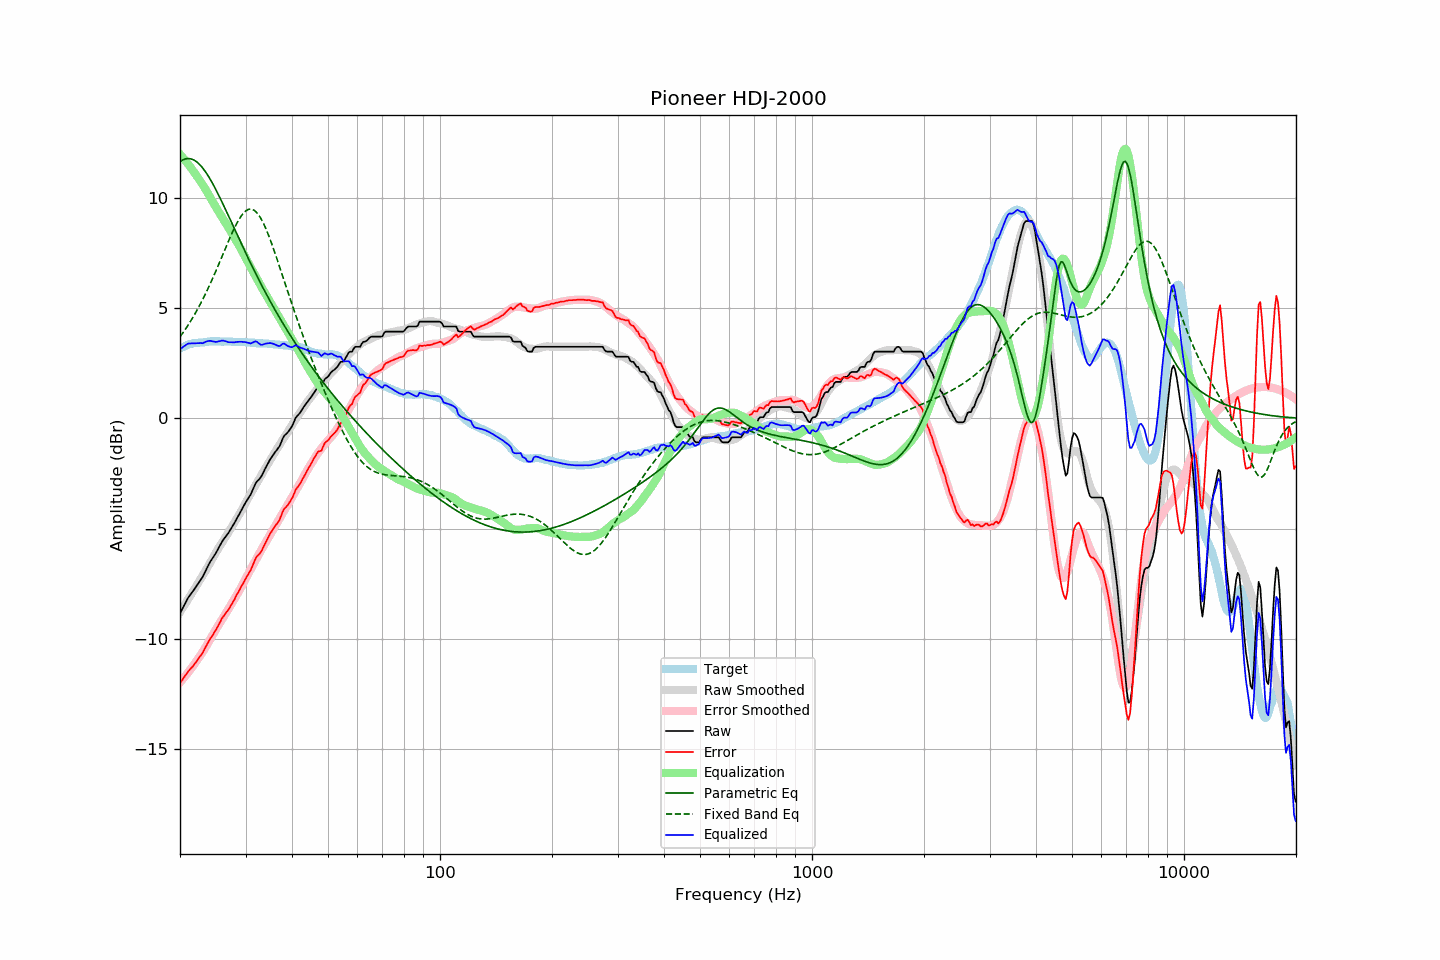 Pioneer HDJ-2000
Amplitude (dBr)
10
5
0
−5
−10
−15
Target
Raw Smoothed
Error Smoothed
Raw
Error
Equalization
Parametric Eq
Fixed Band Eq
Equalized
100
1000
10000
Frequency (Hz)